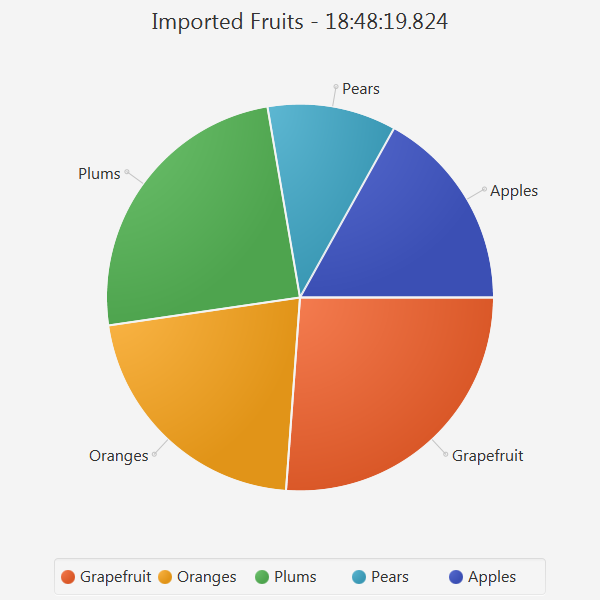 Imported Fruits - 18:48:19.824
Pears
Plums
Apples
Oranges
Grapefruit
Grapefruit Oranges Plums Pears Apples